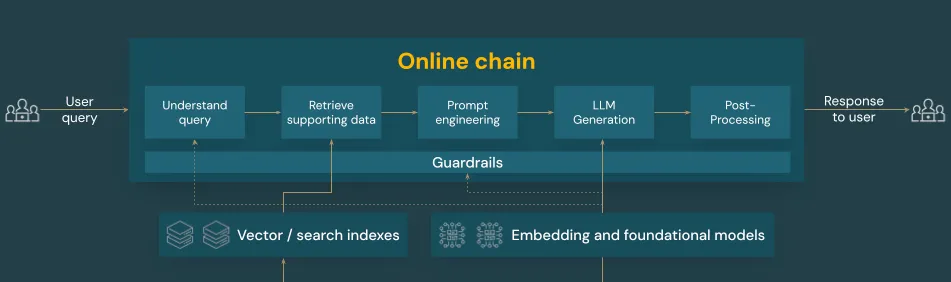 Online chain
User
query
Understand
query
Retrieve
supporting data
Prompt
engineering
LLM
Generation
Post-
Processing
Response
to user
Guardrails
Vector / search indexes
Embedding and foundational models